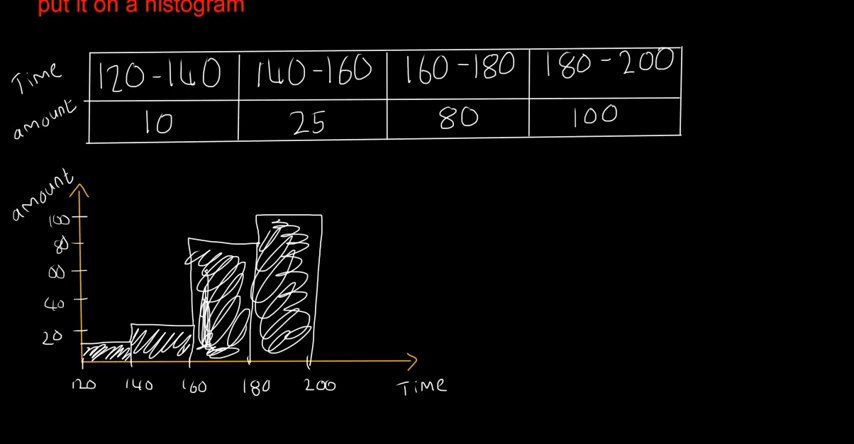 put it on a histogram
Time 120-140 140-160 160-180 180-200
amount 10 25 80 100
amount
100
80
60
40
20
120 140 160 180 200 Time